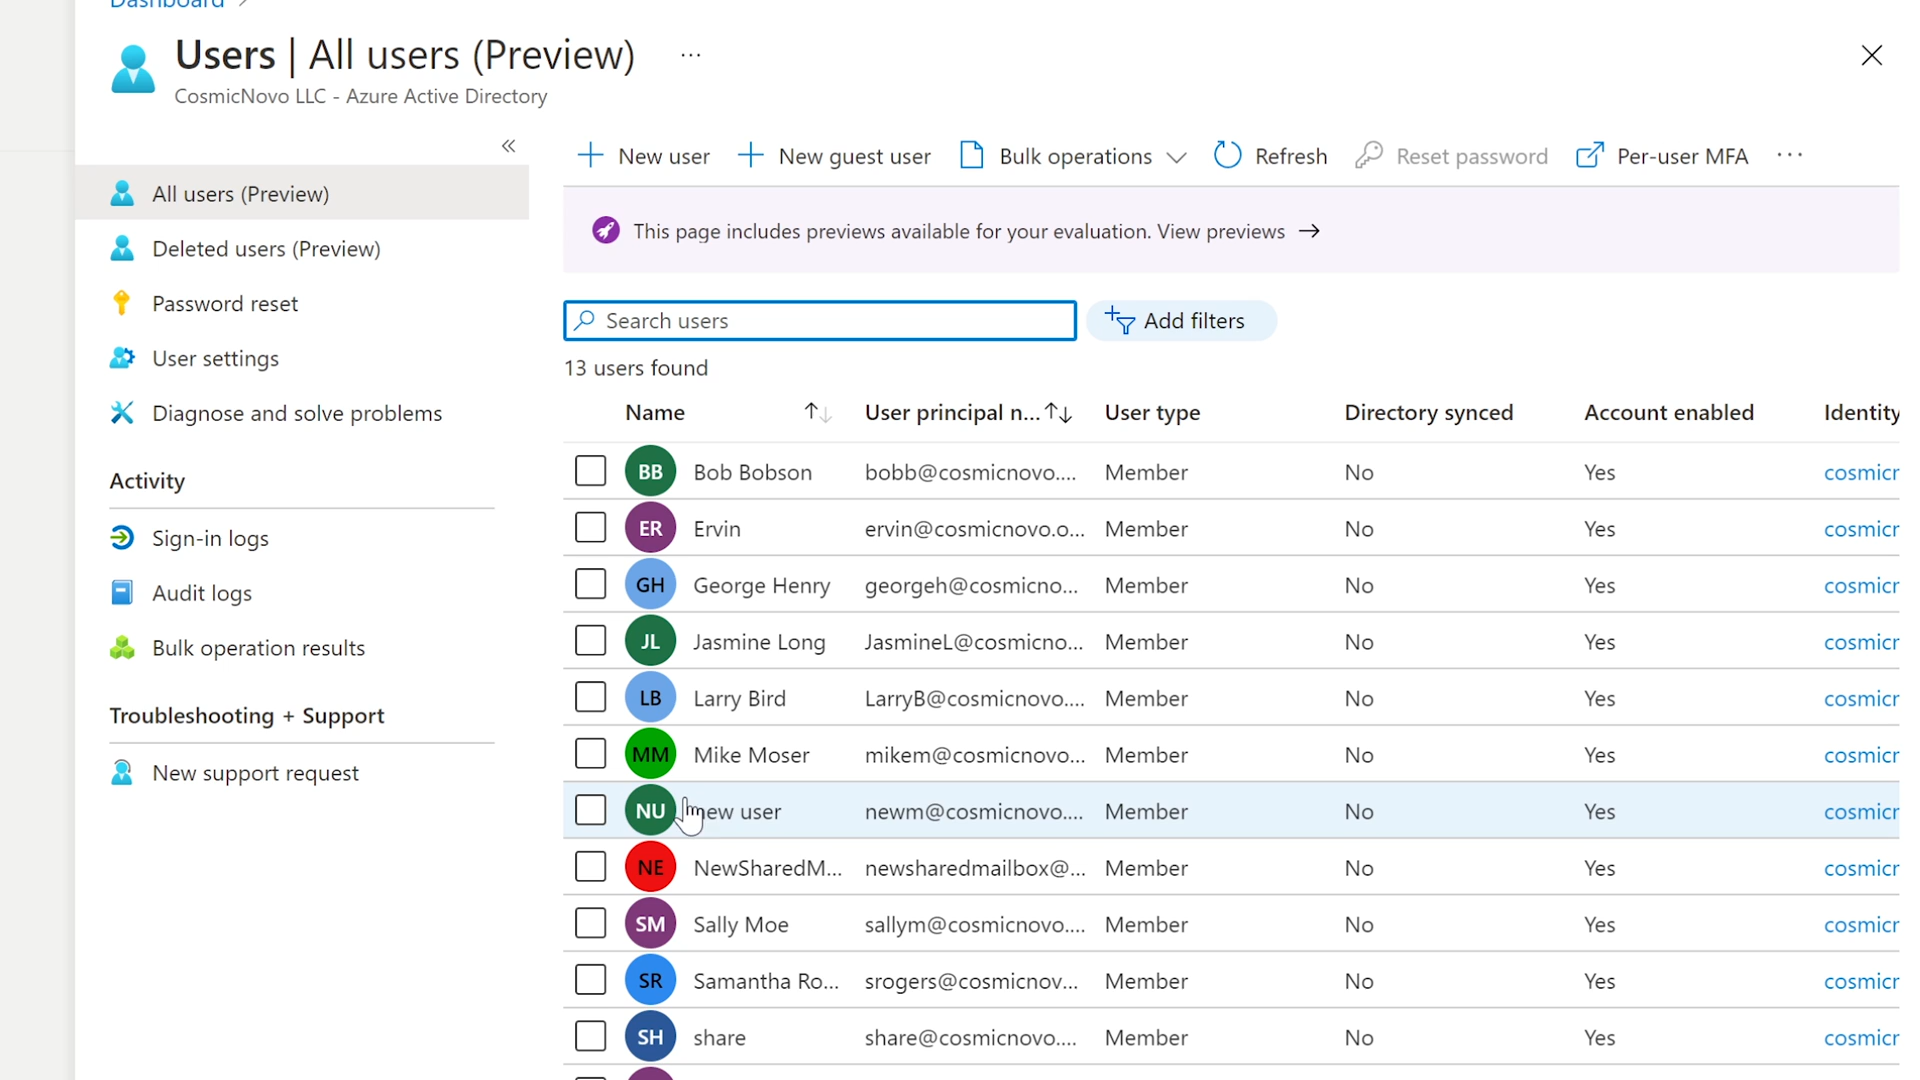 Dashboard >
Users | All users (Preview) ...
CosmicNovo LLC - Azure Active Directory
«
New user New guest user Bulk operations Refresh Reset password Per-user MFA ...
All users (Preview)
Deleted users (Preview)
Password reset
User settings
Diagnose and solve problems
Activity
Sign-in logs
Audit logs
Bulk operation results
Troubleshooting + Support
New support request
This page includes previews available for your evaluation. View previews →
Search users Add filters
13 users found
Name ↑↓ User principal n...↑↓ User type Directory synced Account enabled Identity
BB Bob Bobson bobb@cosmicnovo.... Member No Yes cosmicr
ER Ervin ervin@cosmicnovo.o... Member No Yes cosmicr
GH George Henry georgeh@cosmicno... Member No Yes cosmicr
JL Jasmine Long JasmineL@cosmicno... Member No Yes cosmicr
LB Larry Bird LarryB@cosmicnovo.... Member No Yes cosmicr
MM Mike Moser mikem@cosmicnovo... Member No Yes cosmicr
NU new user newm@cosmicnovo.... Member No Yes cosmicr
NE NewSharedM... newsharedmailbox@... Member No Yes cosmicr
SM Sally Moe sallym@cosmicnovo.... Member No Yes cosmicr
SR Samantha Ro... srogers@cosmicnov... Member No Yes cosmicr
SH share share@cosmicnovo.... Member No Yes cosmicr